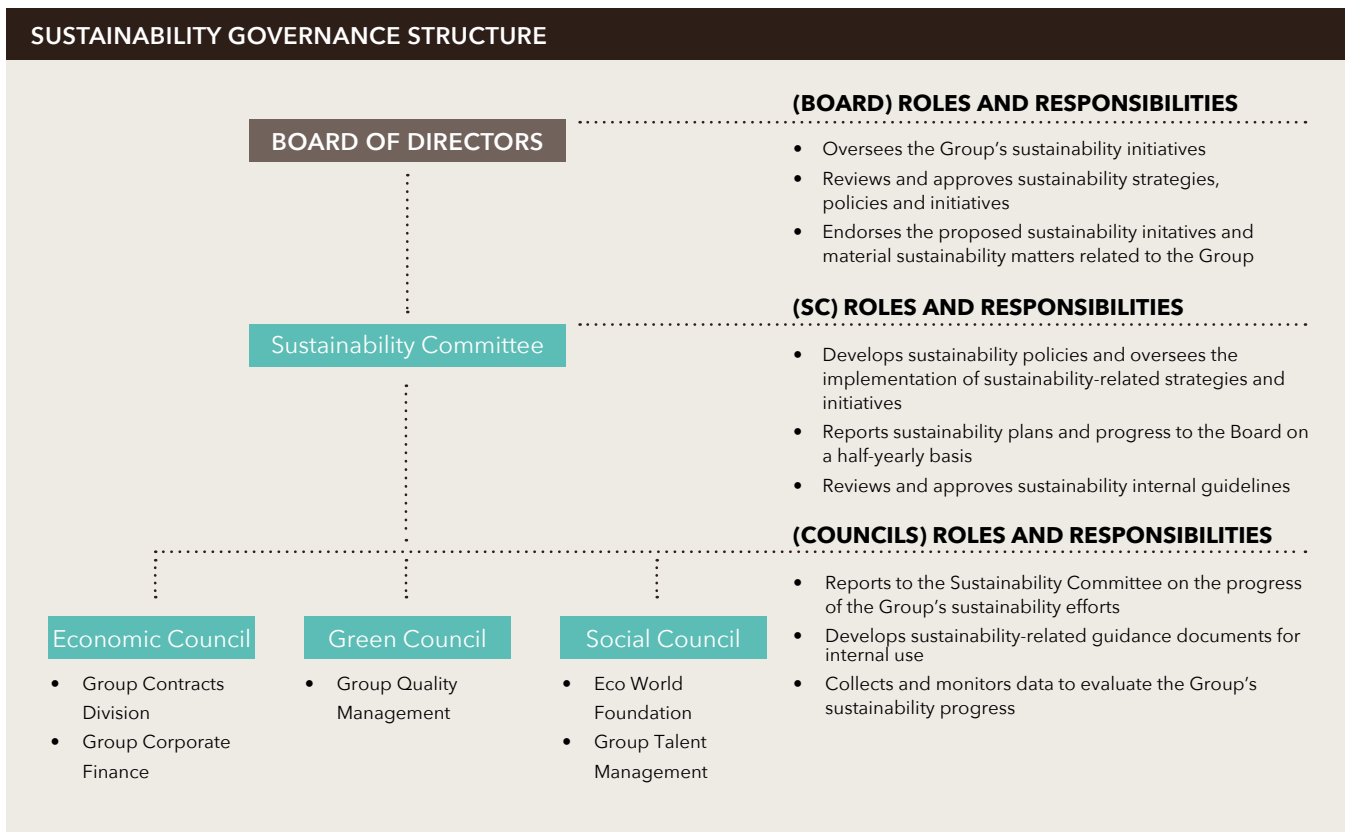 SUSTAINABILITY GOVERNANCE STRUCTURE
BOARD OF DIRECTORS
(BOARD) ROLES AND RESPONSIBILITIES
• Oversees the Group's sustainability initiatives
• Reviews and approves sustainability strategies,
policies and initiatives
• Endorses the proposed sustainability initatives and
material sustainability matters related to the Group
Sustainability Committee
(SC) ROLES AND RESPONSIBILITIES
• Develops sustainability policies and oversees the
implementation of sustainability-related strategies and
initiatives
• Reports sustainability plans and progress to the Board on
a half-yearly basis
• Reviews and approves sustainability internal guidelines
(COUNCILS) ROLES AND RESPONSIBILITIES
• Reports to the Sustainability Committee on the progress
of the Group's sustainability efforts
• Develops sustainability-related guidance documents for
internal use
• Collects and monitors data to evaluate the Group's
sustainability progress
Economic Council
• Group Contracts
Division
• Group Corporate
Finance
Green Council
• Group Quality
Management
Social Council
• Eco World
Foundation
• Group Talent
Management